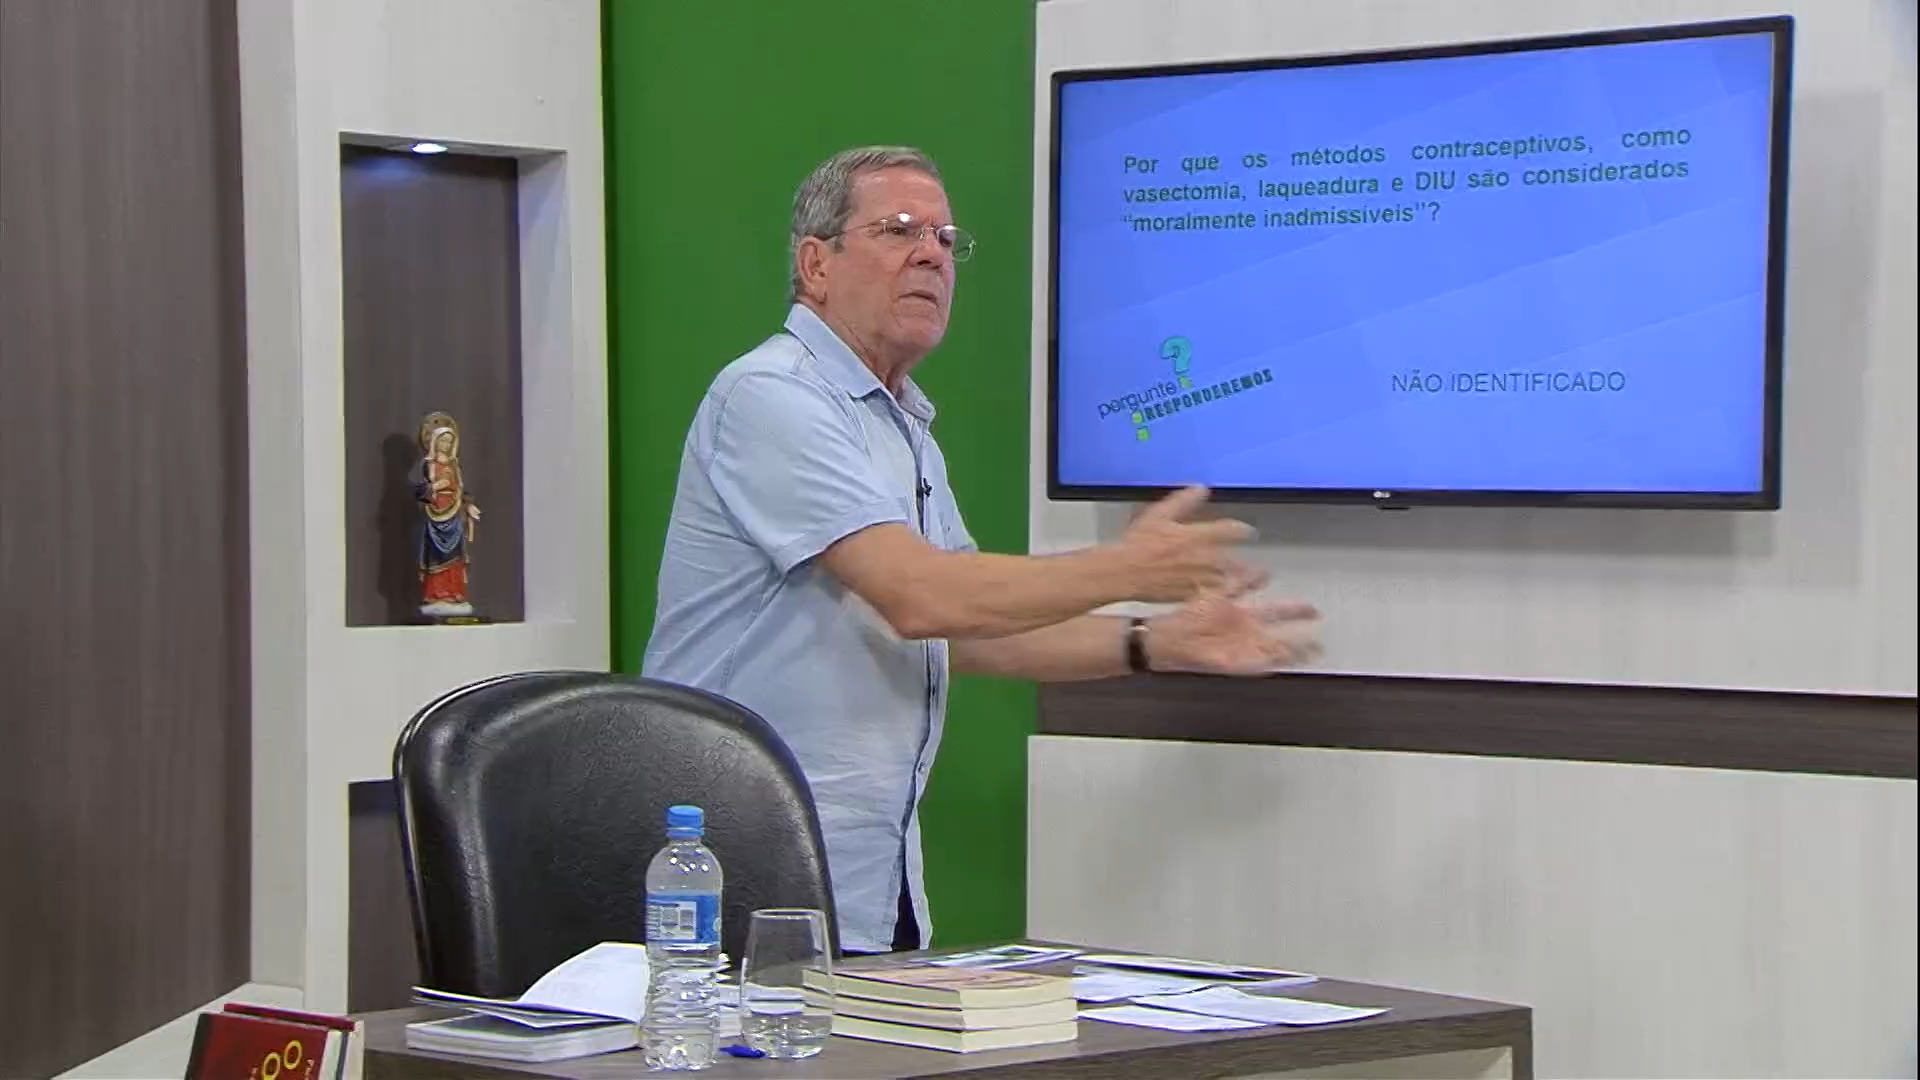 Por que os métodos contraceptivos, como
vasectomia, laqueadura e DIU são considerados
“moralmente inadmissíveis”?
pergunte
RESPONDEREMOS
NÃO IDENTIFICADO